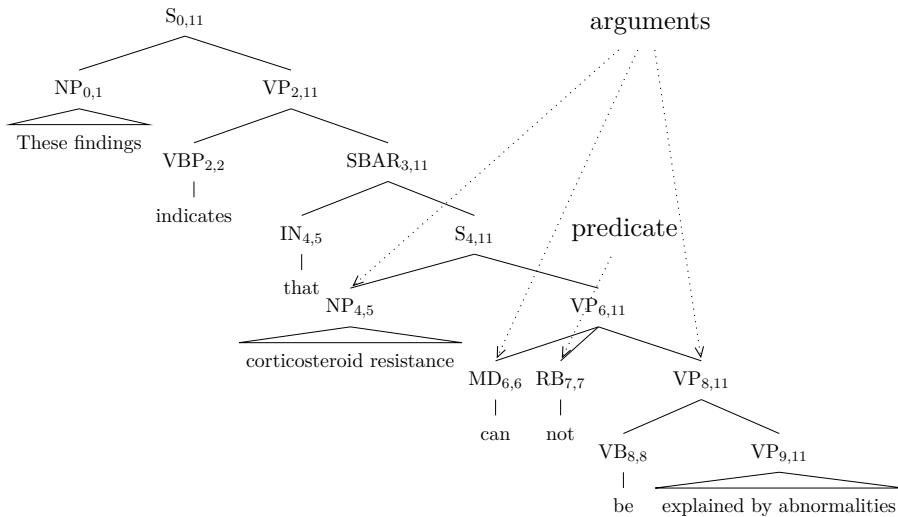 S0,11 arguments
NP0,1 VP2,11
These findings VBP2,2 SBAR3,11
indicates IN4,5 S4,11 predicate
that NP4,5 VP6,11
corticosteroid resistance MD6,6 RB7,7 VP8,11
can not VB8,8 VP9,11
be explained by abnormalities